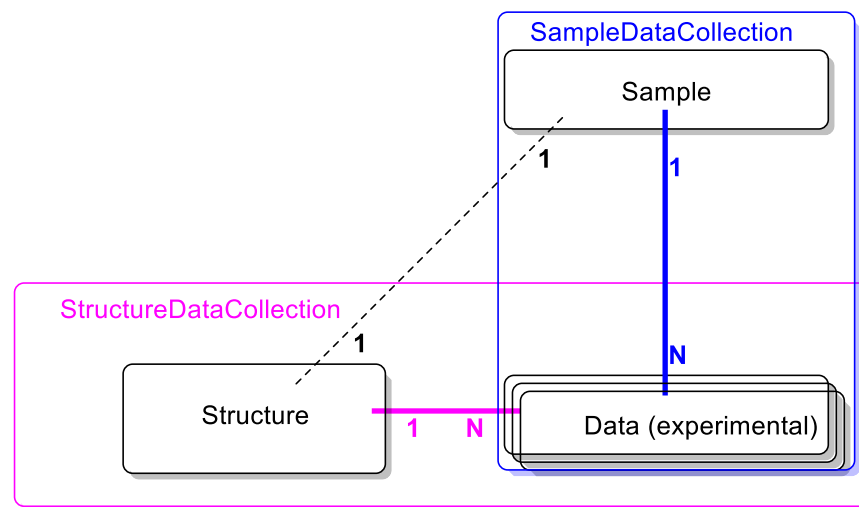 SampleDataCollection
Sample
1
1
StructureDataCollection
1
N
Structure
Data (experimental)
1
N